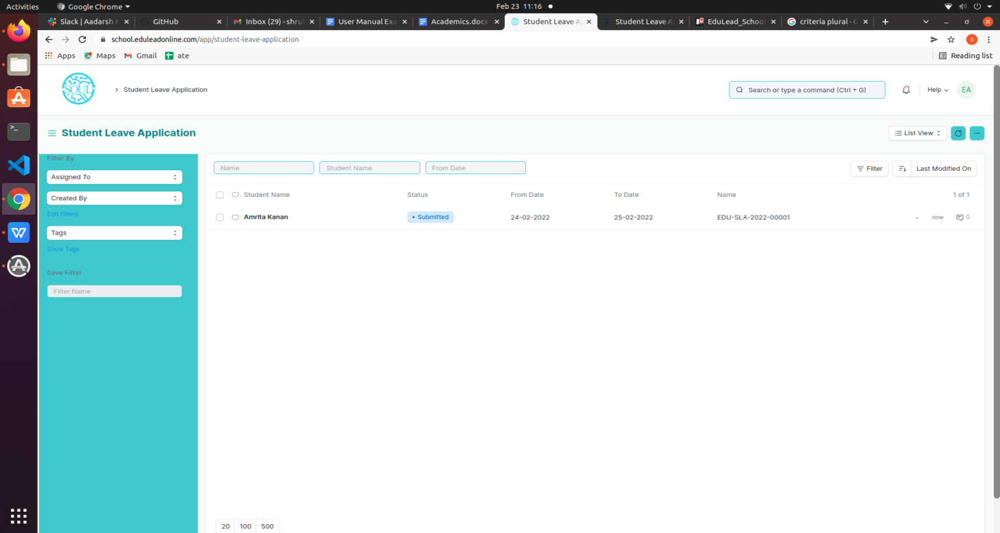 Activities Google Chrome Feb 23 11:16
Slack | Aadarsh GitHub Inbox (29) - shru User Manual Exa Academics.docx Student Leave A Student Leave A EduLead_School criteria plural - G
school.eduleadonline.com/app/student-leave-application S
Apps Maps Gmail ate Reading list
SOUL Student Leave Application Search or type a command (Ctrl + G) Help EA
Student Leave Application List View
Filter By
Name Student Name From Date Filter Last Modified On
Assigned To
Student Name Status From Date To Date Name 1 of 1
Created By
Edit Filters
Amrita Kanan Submitted 24-02-2022 25-02-2022 EDU-SLA-2022-00001 - now 0
Tags
Show Tags
Save Filter
Filter Name
20 100 500